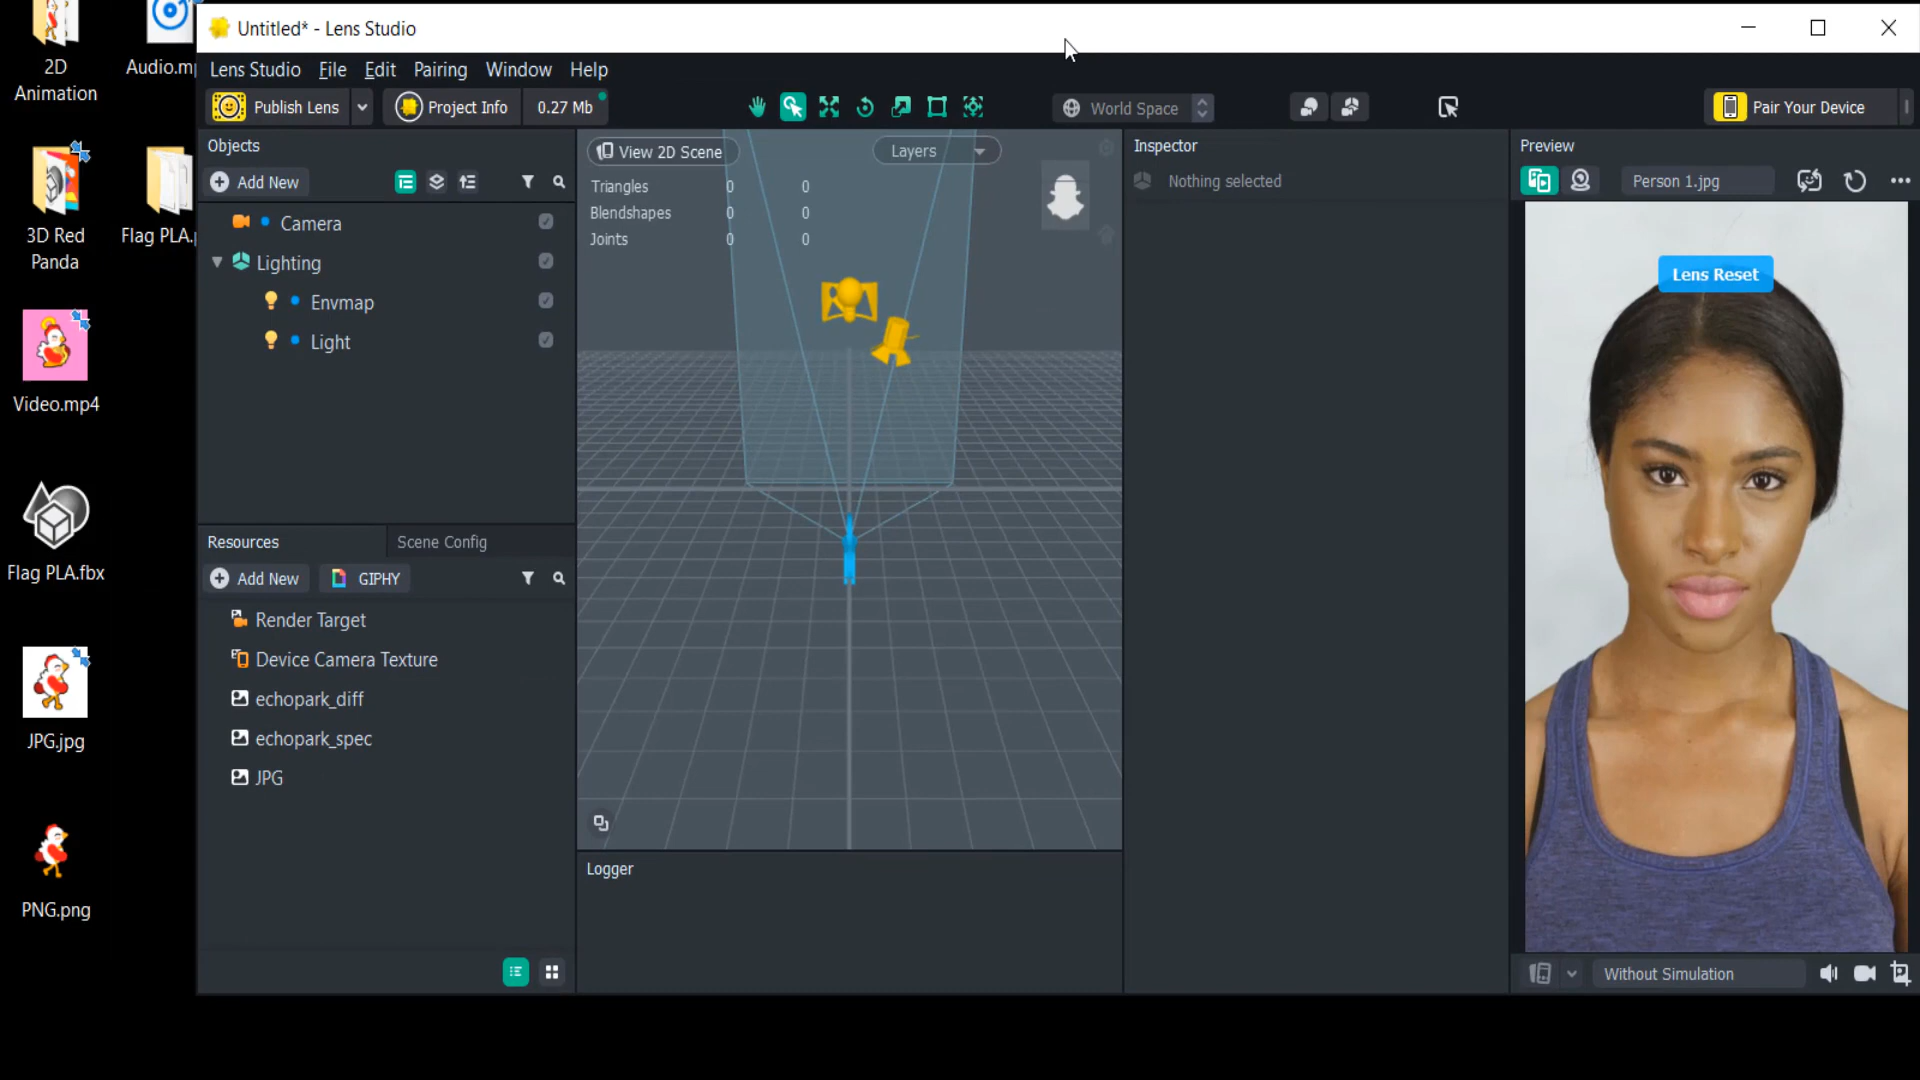 2D
Animation
Audio.m
3D Red
Panda
Flag PLA.
Video.mp4
Flag PLA.fbx
JPG.jpg
PNG.png
Untitled* - Lens Studio
Lens Studio File Edit Pairing Window Help
Publish Lens Project Info 0.27 Mb World Space Pair Your Device
Objects
Add New
Camera
Lighting
Envmap
Light
Resources Scene Config
Add New GIPHY
Render Target
Device Camera Texture
echopark_diff
echopark_spec
JPG
View 2D Scene Layers
Triangles 0 0
Blendshapes 0 0
Joints 0 0
Logger
Inspector
Nothing selected
Preview
Person 1.jpg
Lens Reset
Without Simulation